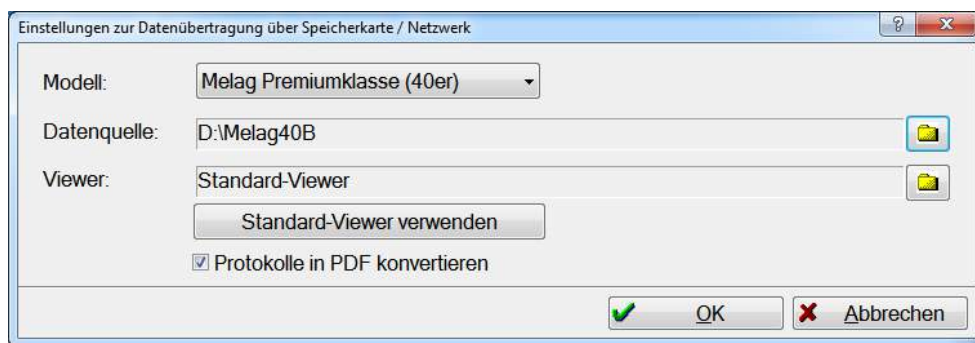 Einstellungen zur Datenübertragung über Speicherkarte / Netzwerk
Modell: Melag Premiumklasse (40er)
Datenquelle: D:\Melag40B
Viewer: Standard-Viewer
Standard-Viewer verwenden
Protokolle in PDF konvertieren
OK Abbrechen